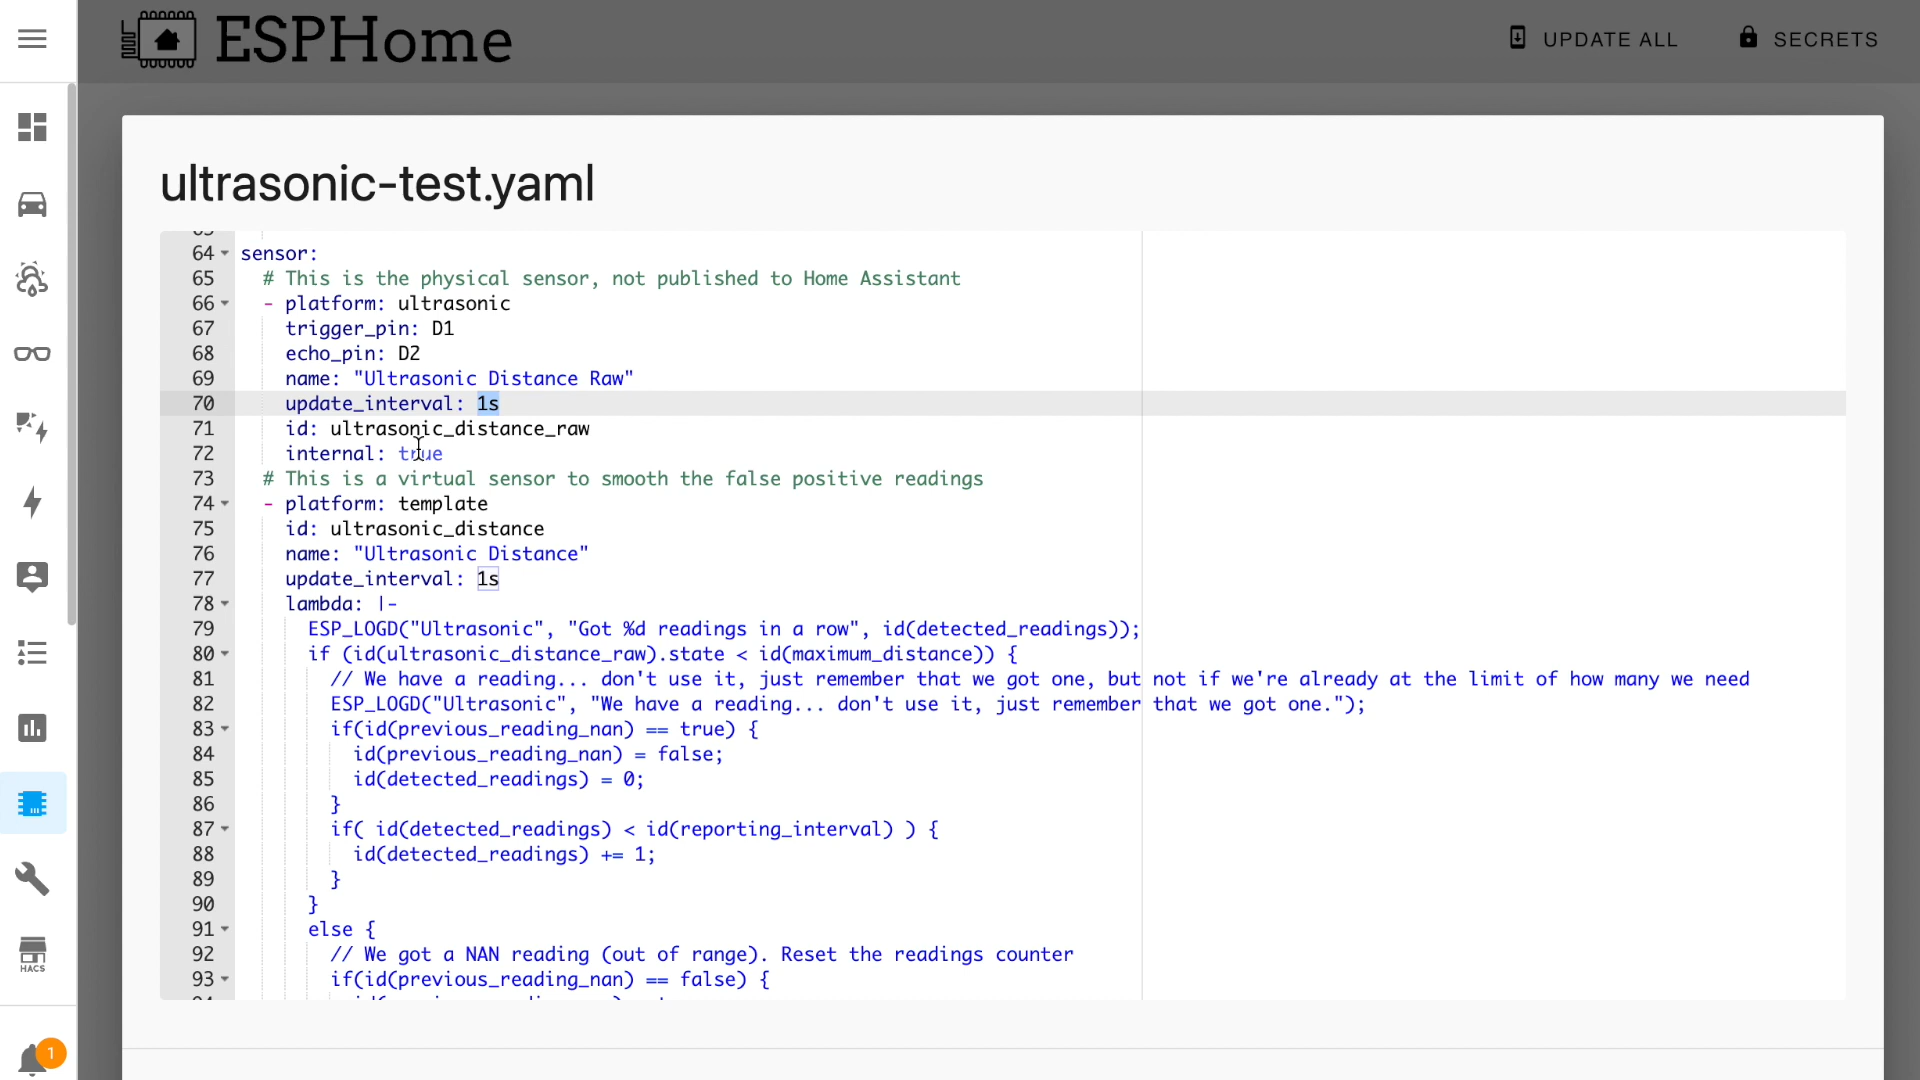 ESPHome
UPDATE ALL
SECRETS
ultrasonic-test.yaml
64 sensor:
65 # This is the physical sensor, not published to Home Assistant
66 - platform: ultrasonic
67 trigger_pin: D1
68 echo_pin: D2
69 name: "Ultrasonic Distance Raw"
70 update_interval: 1s
71 id: ultrasonic_distance_raw
72 internal: true
73 # This is a virtual sensor to smooth the false positive readings
74 - platform: template
75 id: ultrasonic_distance
76 name: "Ultrasonic Distance"
77 update_interval: 1s
78 lambda: |-
79 ESP_LOGD("Ultrasonic", "Got %d readings in a row", id(detected_readings));
80 if (id(ultrasonic_distance_raw).state < id(maximum_distance)) {
81 // We have a reading... don't use it, just remember that we got one, but not if we're already at the limit of how many we need
82 ESP_LOGD("Ultrasonic", "We have a reading... don't use it, just remember that we got one.");
83 if(id(previous_reading_nan) == true) {
84 id(previous_reading_nan) = false;
85 id(detected_readings) = 0;
86 }
87 if( id(detected_readings) < id(reporting_interval) ) {
88 id(detected_readings) += 1;
89 }
90 }
91 else {
92 // We got a NAN reading (out of range). Reset the readings counter
93 if(id(previous_reading_nan) == false) {
HACS
1